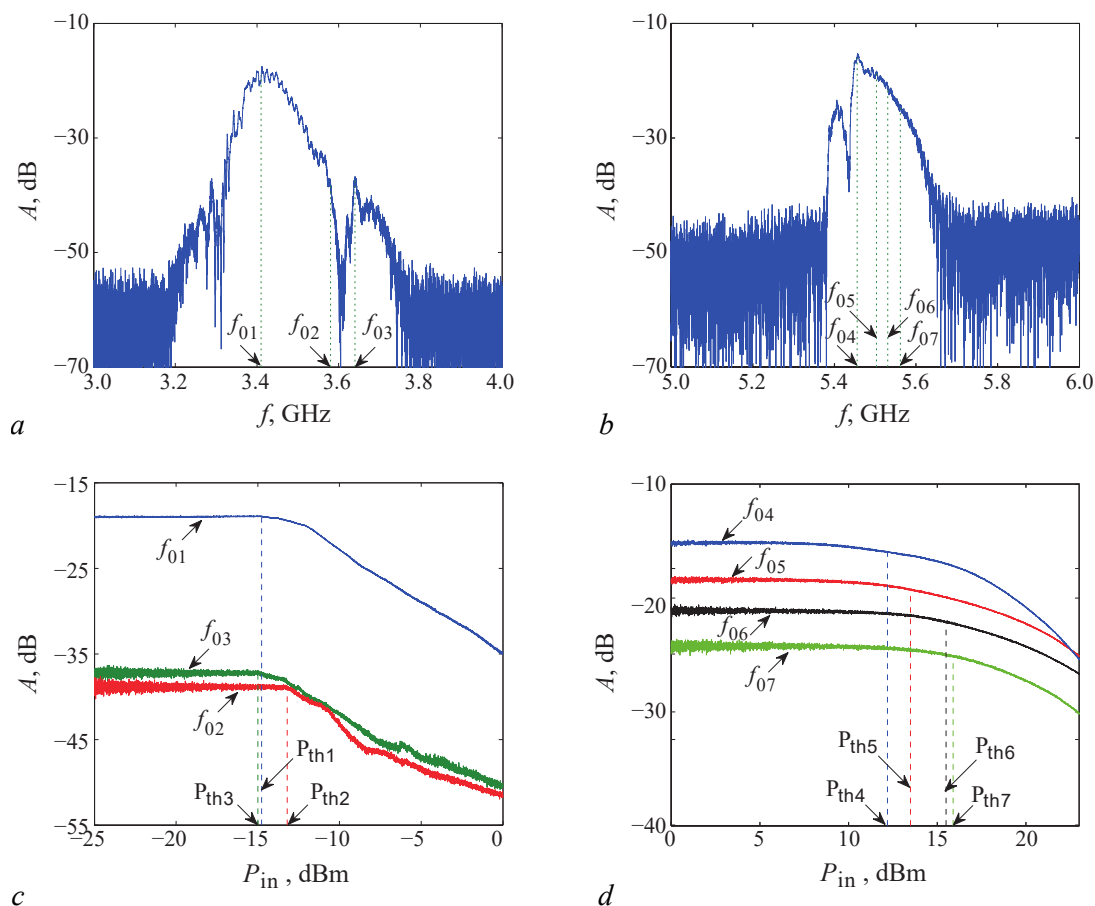 −10
−30
−50
−70
A, dB
3.0 3.2 3.4 3.6 3.8 4.0
f, GHz
f01 f02 f03
a
−10
−30
−50
−70
A, dB
5.0 5.2 5.4 5.6 5.8 6.0
f, GHz
f05 f06
f04 f07
b
−15
−25
−35
−45
−55
A, dB
−25 −20 −15 −10 −5 0
Pin , dBm
f01
f03
f02
Pth1
Pth3 Pth2
c
−10
−20
−30
−40
A, dB
0 5 10 15 20
Pin , dBm
f04
f05
f06
f07
Pth5 Pth6
Pth4 Pth7
d